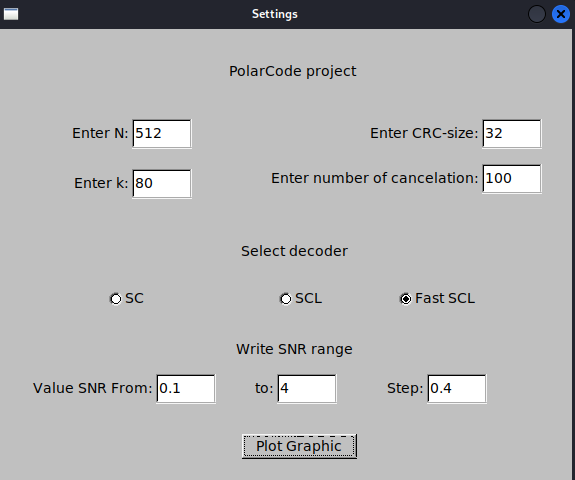 Settings
PolarCode project
Enter N: 512 Enter CRC-size: 32
Enter k: 80 Enter number of cancelation: 100
Select decoder
SC SCL Fast SCL
Write SNR range
Value SNR From: 0.1 to: 4 Step: 0.4
Plot Graphic